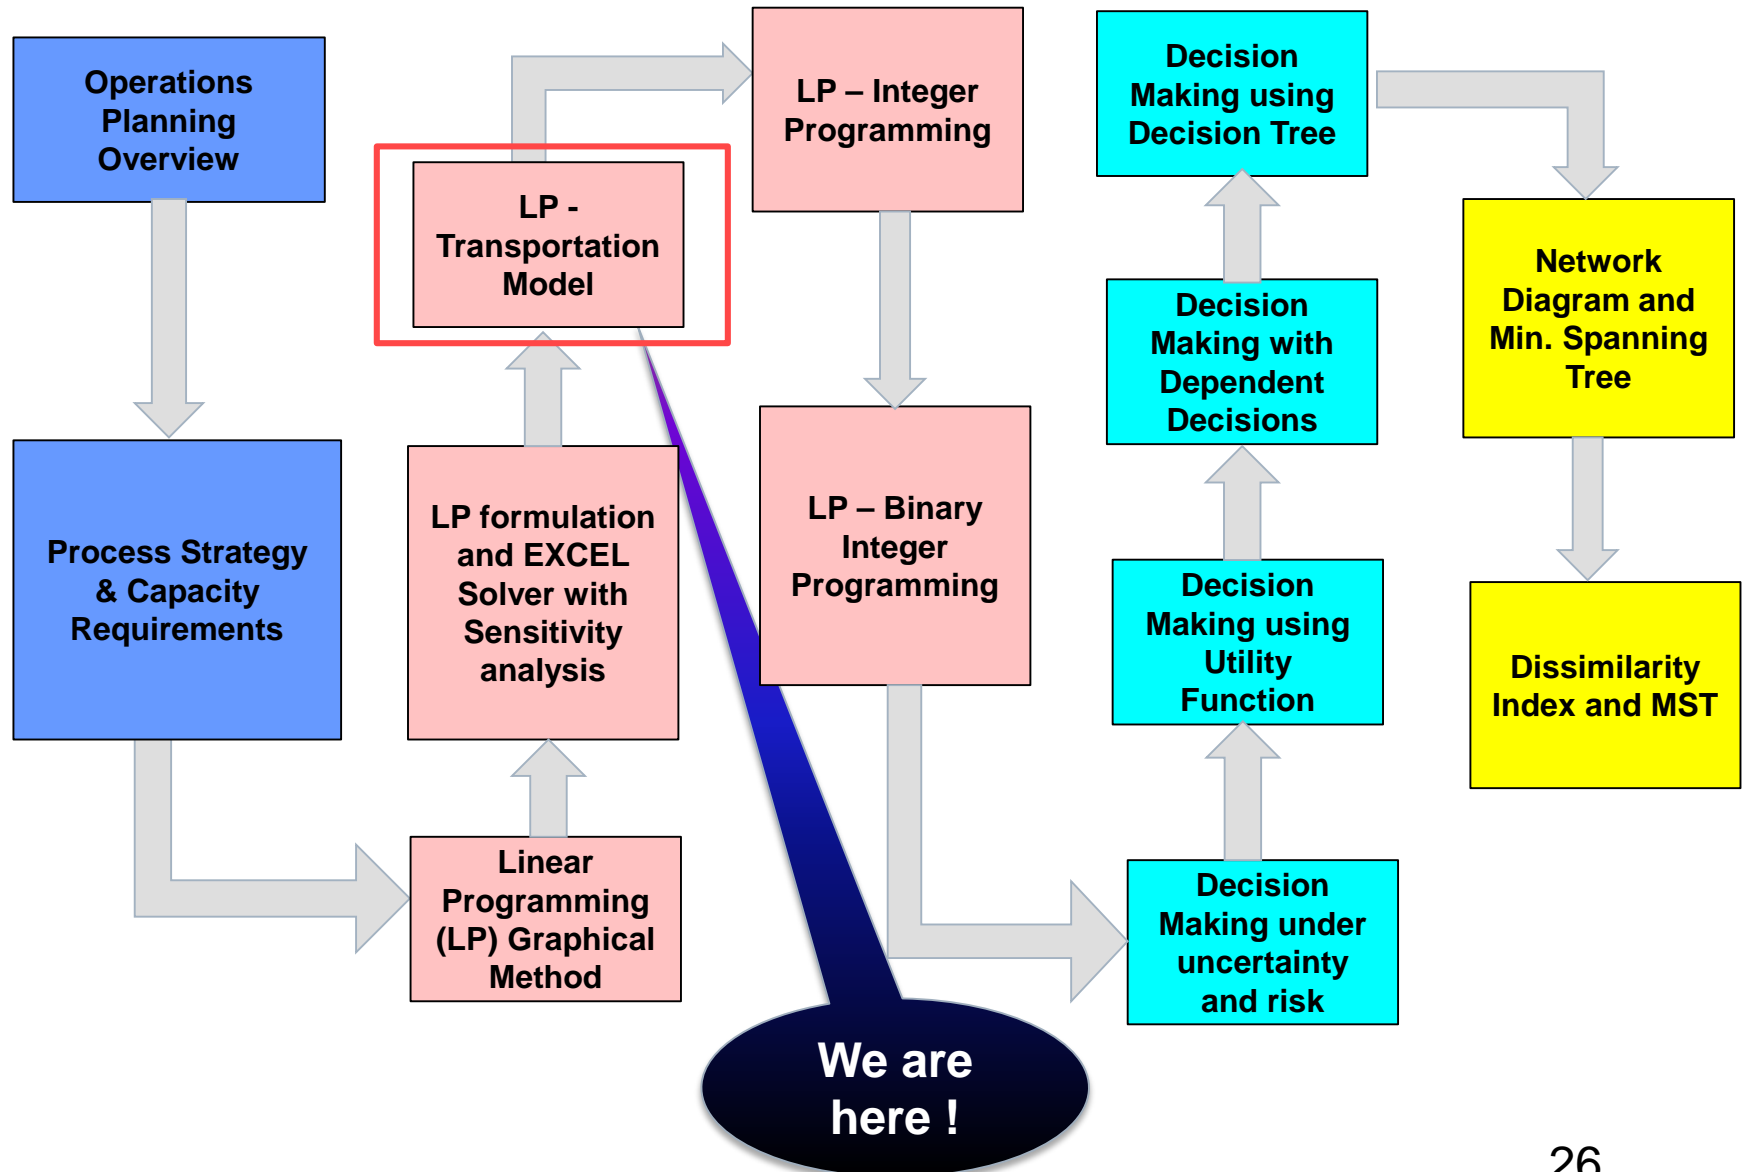 Operations
Planning
Overview
Process Strategy
& Capacity
Requirements
Linear
Programming
(LP) Graphical
Method
LP formulation
and EXCEL
Solver with
Sensitivity
analysis
LP -
Transportation
Model
LP – Integer
Programming
LP – Binary
Integer
Programming
Decision
Making under
uncertainty
and risk
Decision
Making using
Utility
Function
Decision
Making with
Dependent
Decisions
Decision
Making using
Decision Tree
Network
Diagram and
Min. Spanning
Tree
Dissimilarity
Index and MST
We are
here !
26